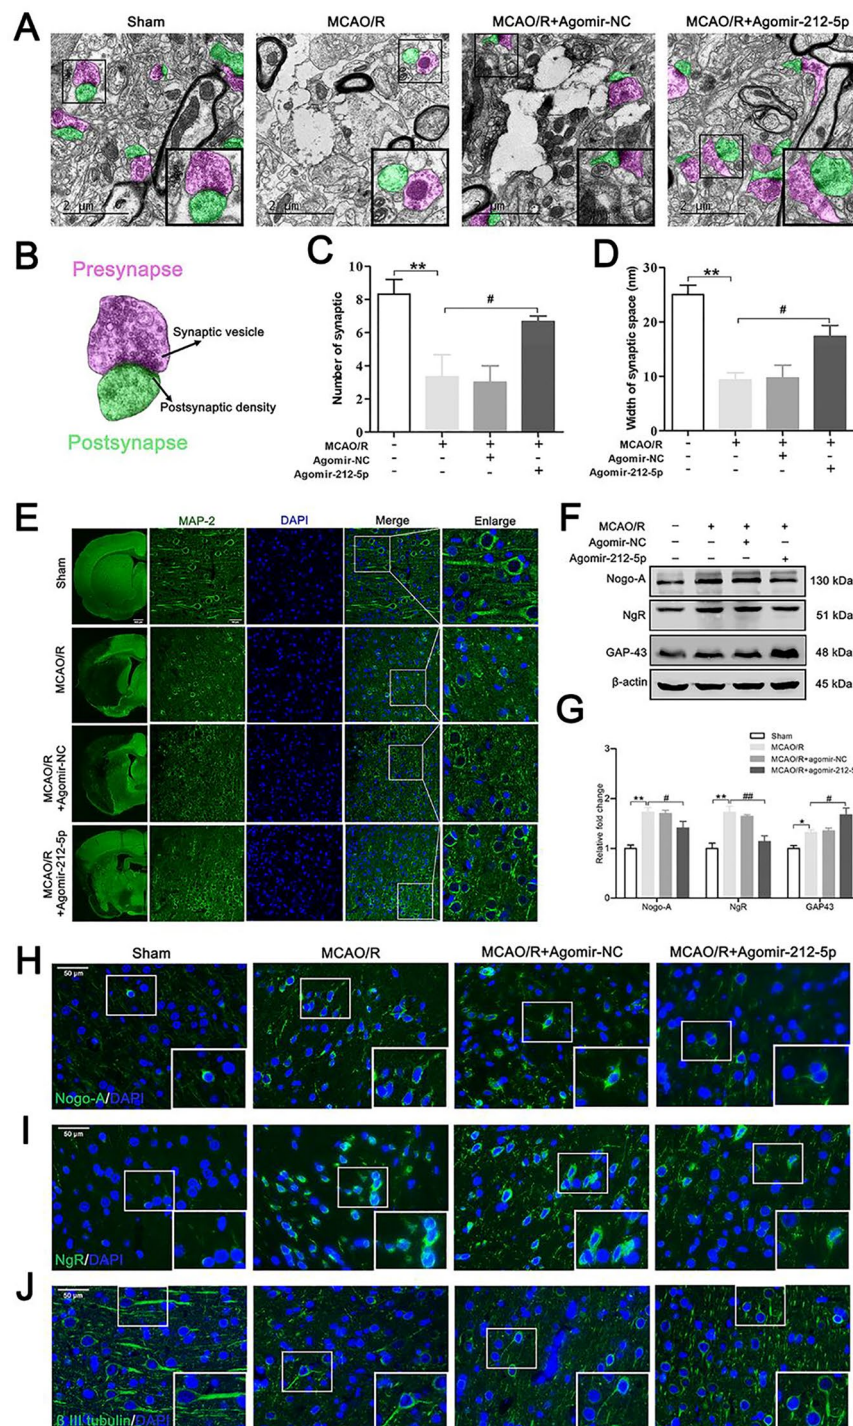 A
Sham
MCAO/R
MCAO/R+Agomir-NC
MCAO/R+Agomir-212-5p
2 μm
2 μm
2 μm
2 μm
B
Presynapse
Synaptic vesicle
Postsynaptic density
Postsynapse
C
Number of synaptic
10
8
6
4
2
0
**
#
MCAO/R - + + +
Agomir-NC - - + -
Agomir-212-5p - - - +
D
Width of synaptic space (nm)
30
20
10
0
**
#
MCAO/R - + + +
Agomir-NC - - + -
Agomir-212-5p - - - +
E
MAP-2
DAPI
Merge
Enlarge
Sham
MCAO/R
MCAO/R
+Agomir-NC
MCAO/R
+Agomir-212-5p
F
MCAO/R - + + +
Agomir-NC - - + -
Agomir-212-5p - - - +
Nogo-A 130 kDa
NgR 51 kDa
GAP-43 48 kDa
β-actin 45 kDa
G
Sham
MCAO/R
MCAO/R+agomir-NC
MCAO/R+agomir-212-5
Relative fold change
3
2
1
0
** #
** ##
* #
Nogo-A NgR GAP43
H
Sham
MCAO/R
MCAO/R+Agomir-NC
MCAO/R+Agomir-212-5p
50 μm
Nogo-A/DAPI
I
50 μm
NgR/DAPI
J
50 μm
β III tubulin/DAPI